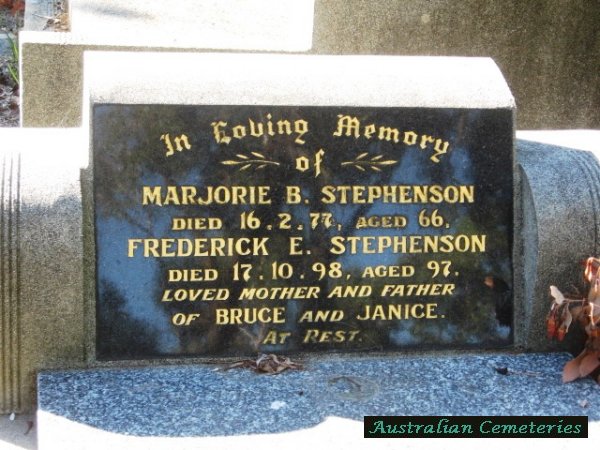 In Loving Memory
of
MARJORIE B. STEPHENSON
DIED 16.2.77, AGED 66.
FREDERICK E. STEPHENSON
DIED 17.10.98, AGED 97.
LOVED MOTHER AND FATHER
OF BRUCE AND JANICE.
AT REST.
Australian Cemeteries